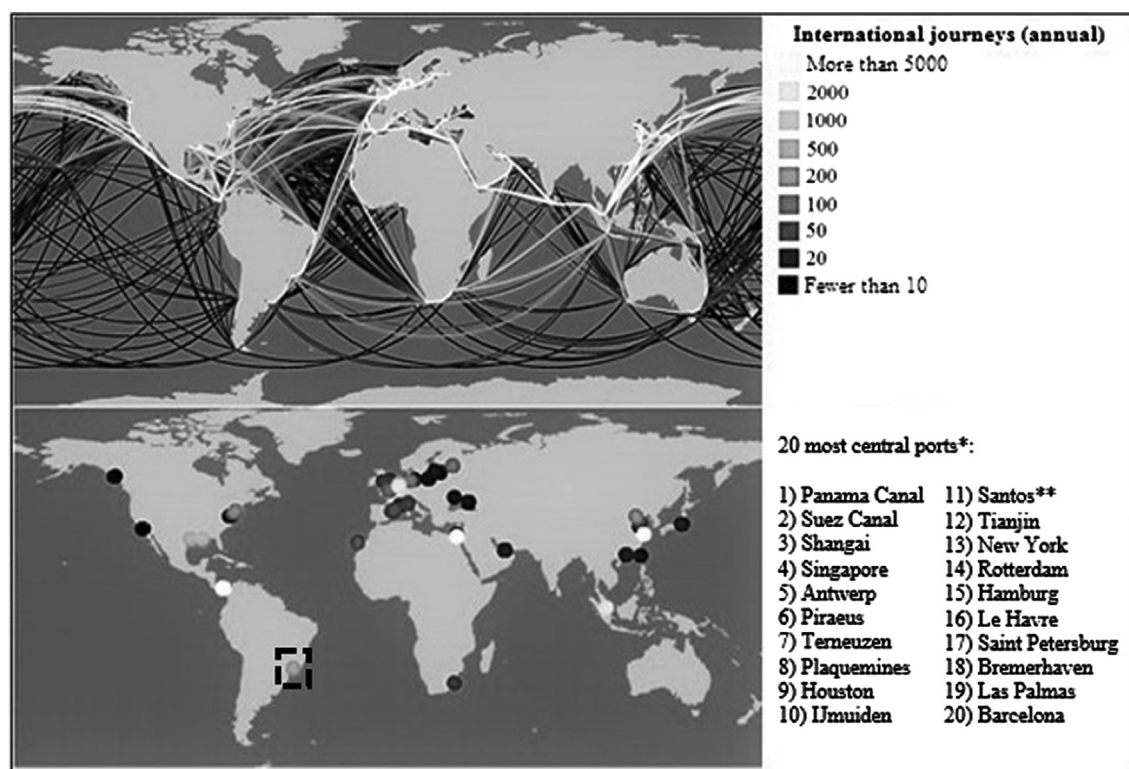 International journeys (annual)
More than 5000
2000
1000
500
200
100
50
20
Fewer than 10
20 most central ports*:
1) Panama Canal
2) Suez Canal
3) Shangai
4) Singapore
5) Antwerp
6) Piraeus
7) Terneuzen
8) Plaquemines
9) Houston
10) IJmuiden
11) Santos**
12) Tianjin
13) New York
14) Rotterdam
15) Hamburg
16) Le Havre
17) Saint Petersburg
18) Bremerhaven
19) Las Palmas
20) Barcelona